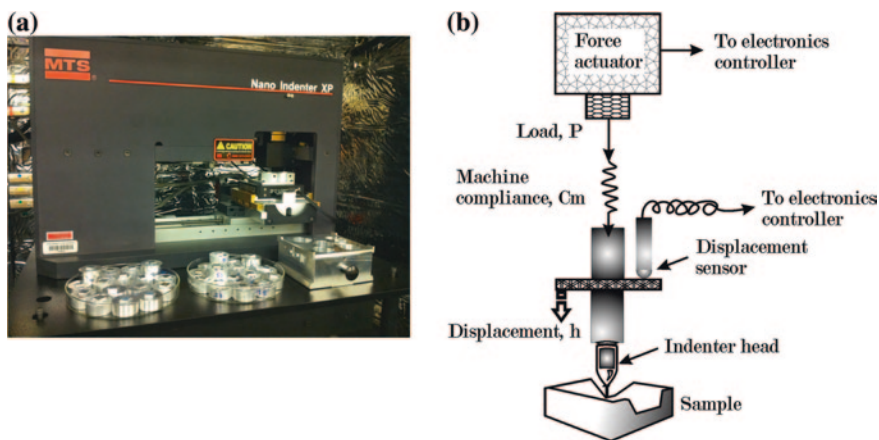 (a)
MTS
®
Nano Indenter XP
CAUTION
(b)
Force
actuator
To electronics
controller
Load, P
Machine
compliance, Cm
To electronics
controller
Displacement
sensor
Displacement, h
Indenter head
Sample